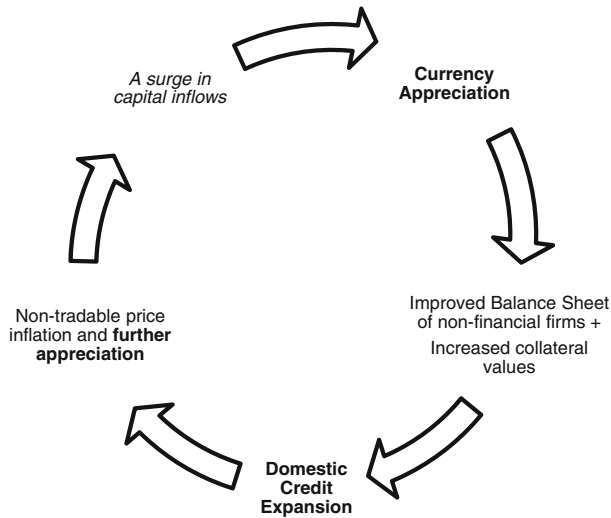 A surge in
capital inflows
Currency
Appreciation
Improved Balance Sheet
of non-financial firms +
Increased collateral
values
Domestic
Credit
Expansion
Non-tradable price
inflation and further
appreciation